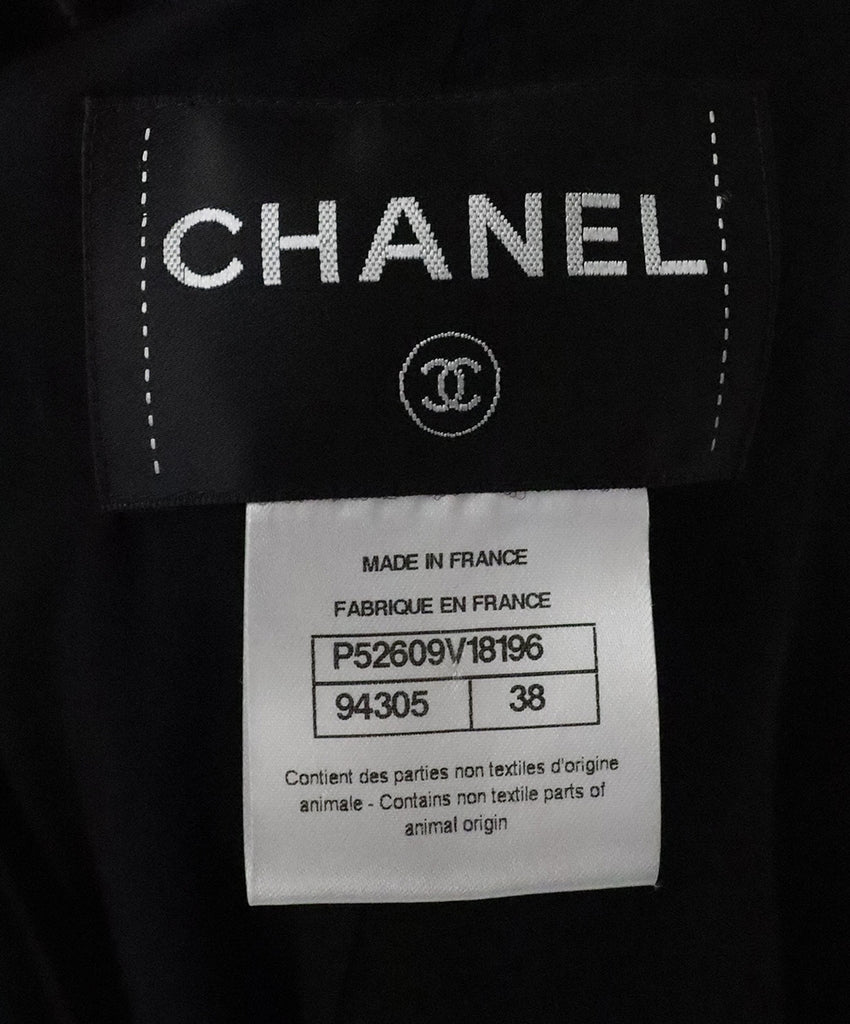 CHANEL
MADE IN FRANCE
FABRIQUE EN FRANCE
P52609V18196
94305 38
Contient des parties non textiles d'origine
animale - Contains non textile parts of
animal origin